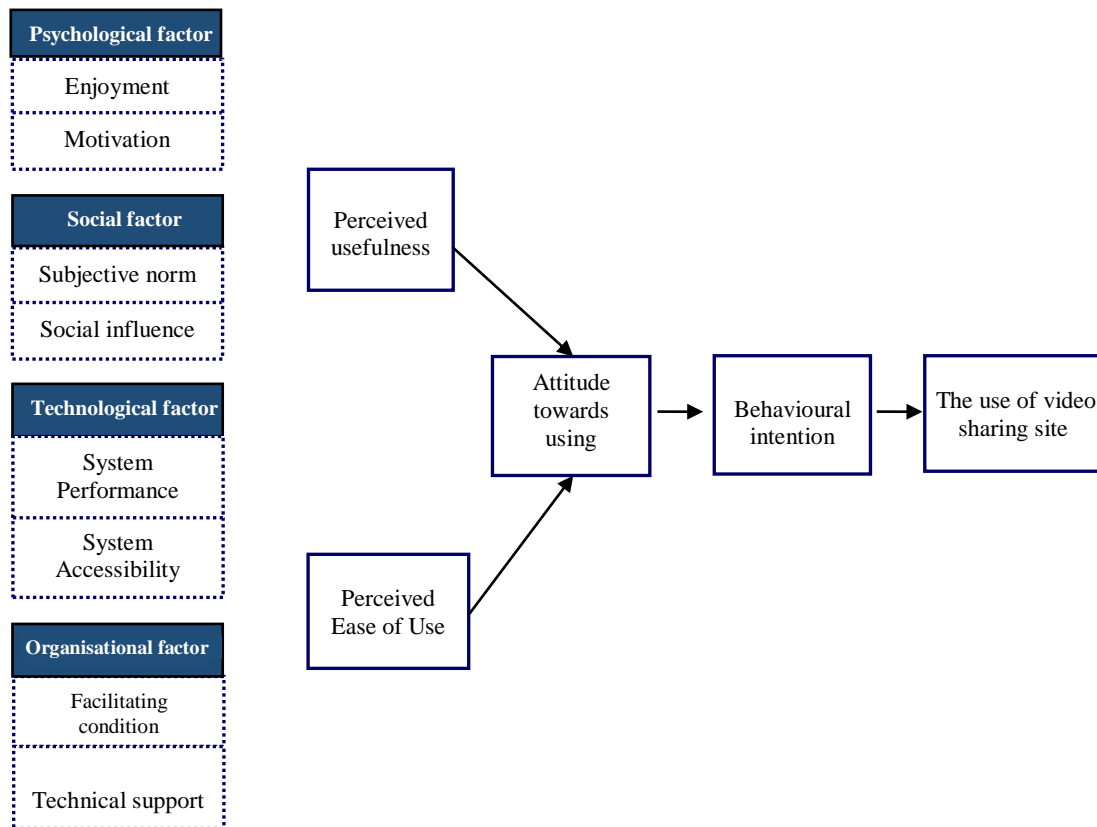 Psychological factor
Enjoyment
Motivation
Social factor
Subjective norm
Social influence
Technological factor
System
Performance
System
Accessibility
Organisational factor
Facilitating
condition
Technical support
Perceived
usefulness
Perceived
Ease of Use
Attitude
towards
using
Behavioural
intention
The use of video
sharing site